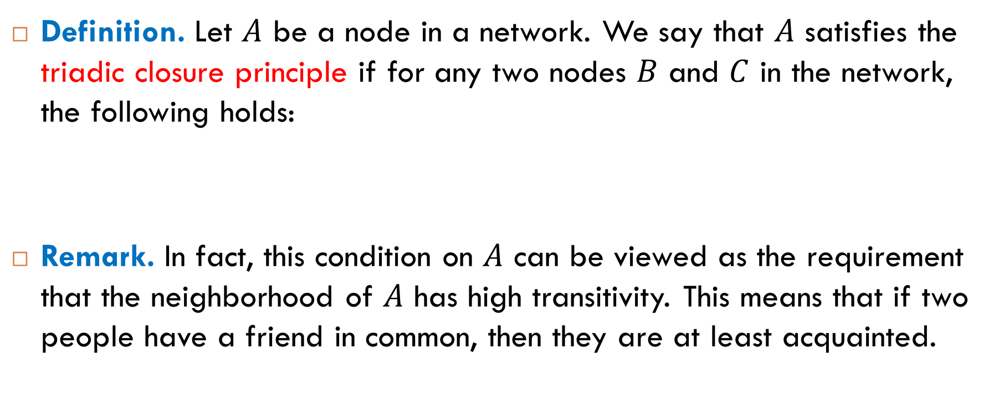 Definition. Let A be a node in a network. We say that A satisfies the
triadic closure principle if for any two nodes B and C in the network,
the following holds:
Remark. In fact, this condition on A can be viewed as the requirement
that the neighborhood of A has high transitivity. This means that if two
people have a friend in common, then they are at least acquainted.